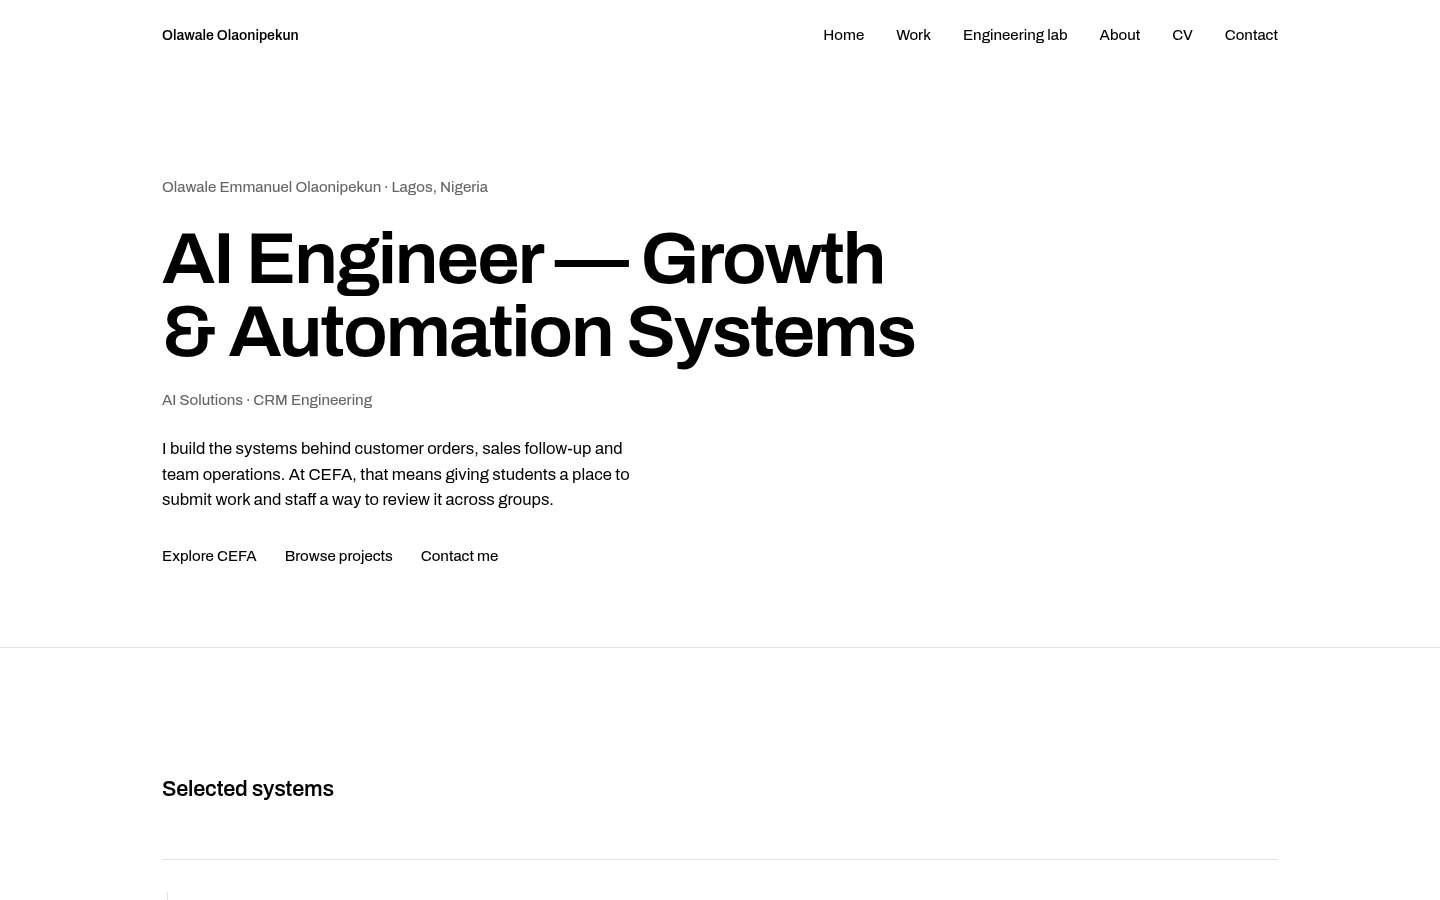 Olawale Olaonipekun
Home Work Engineering lab About CV Contact
Olawale Emmanuel Olaonipekun · Lagos, Nigeria
AI Engineer — Growth
& Automation Systems
AI Solutions · CRM Engineering
I build the systems behind customer orders, sales follow-up and
team operations. At CEFA, that means giving students a place to
submit work and staff a way to review it across groups.
Explore CEFA Browse projects Contact me
Selected systems